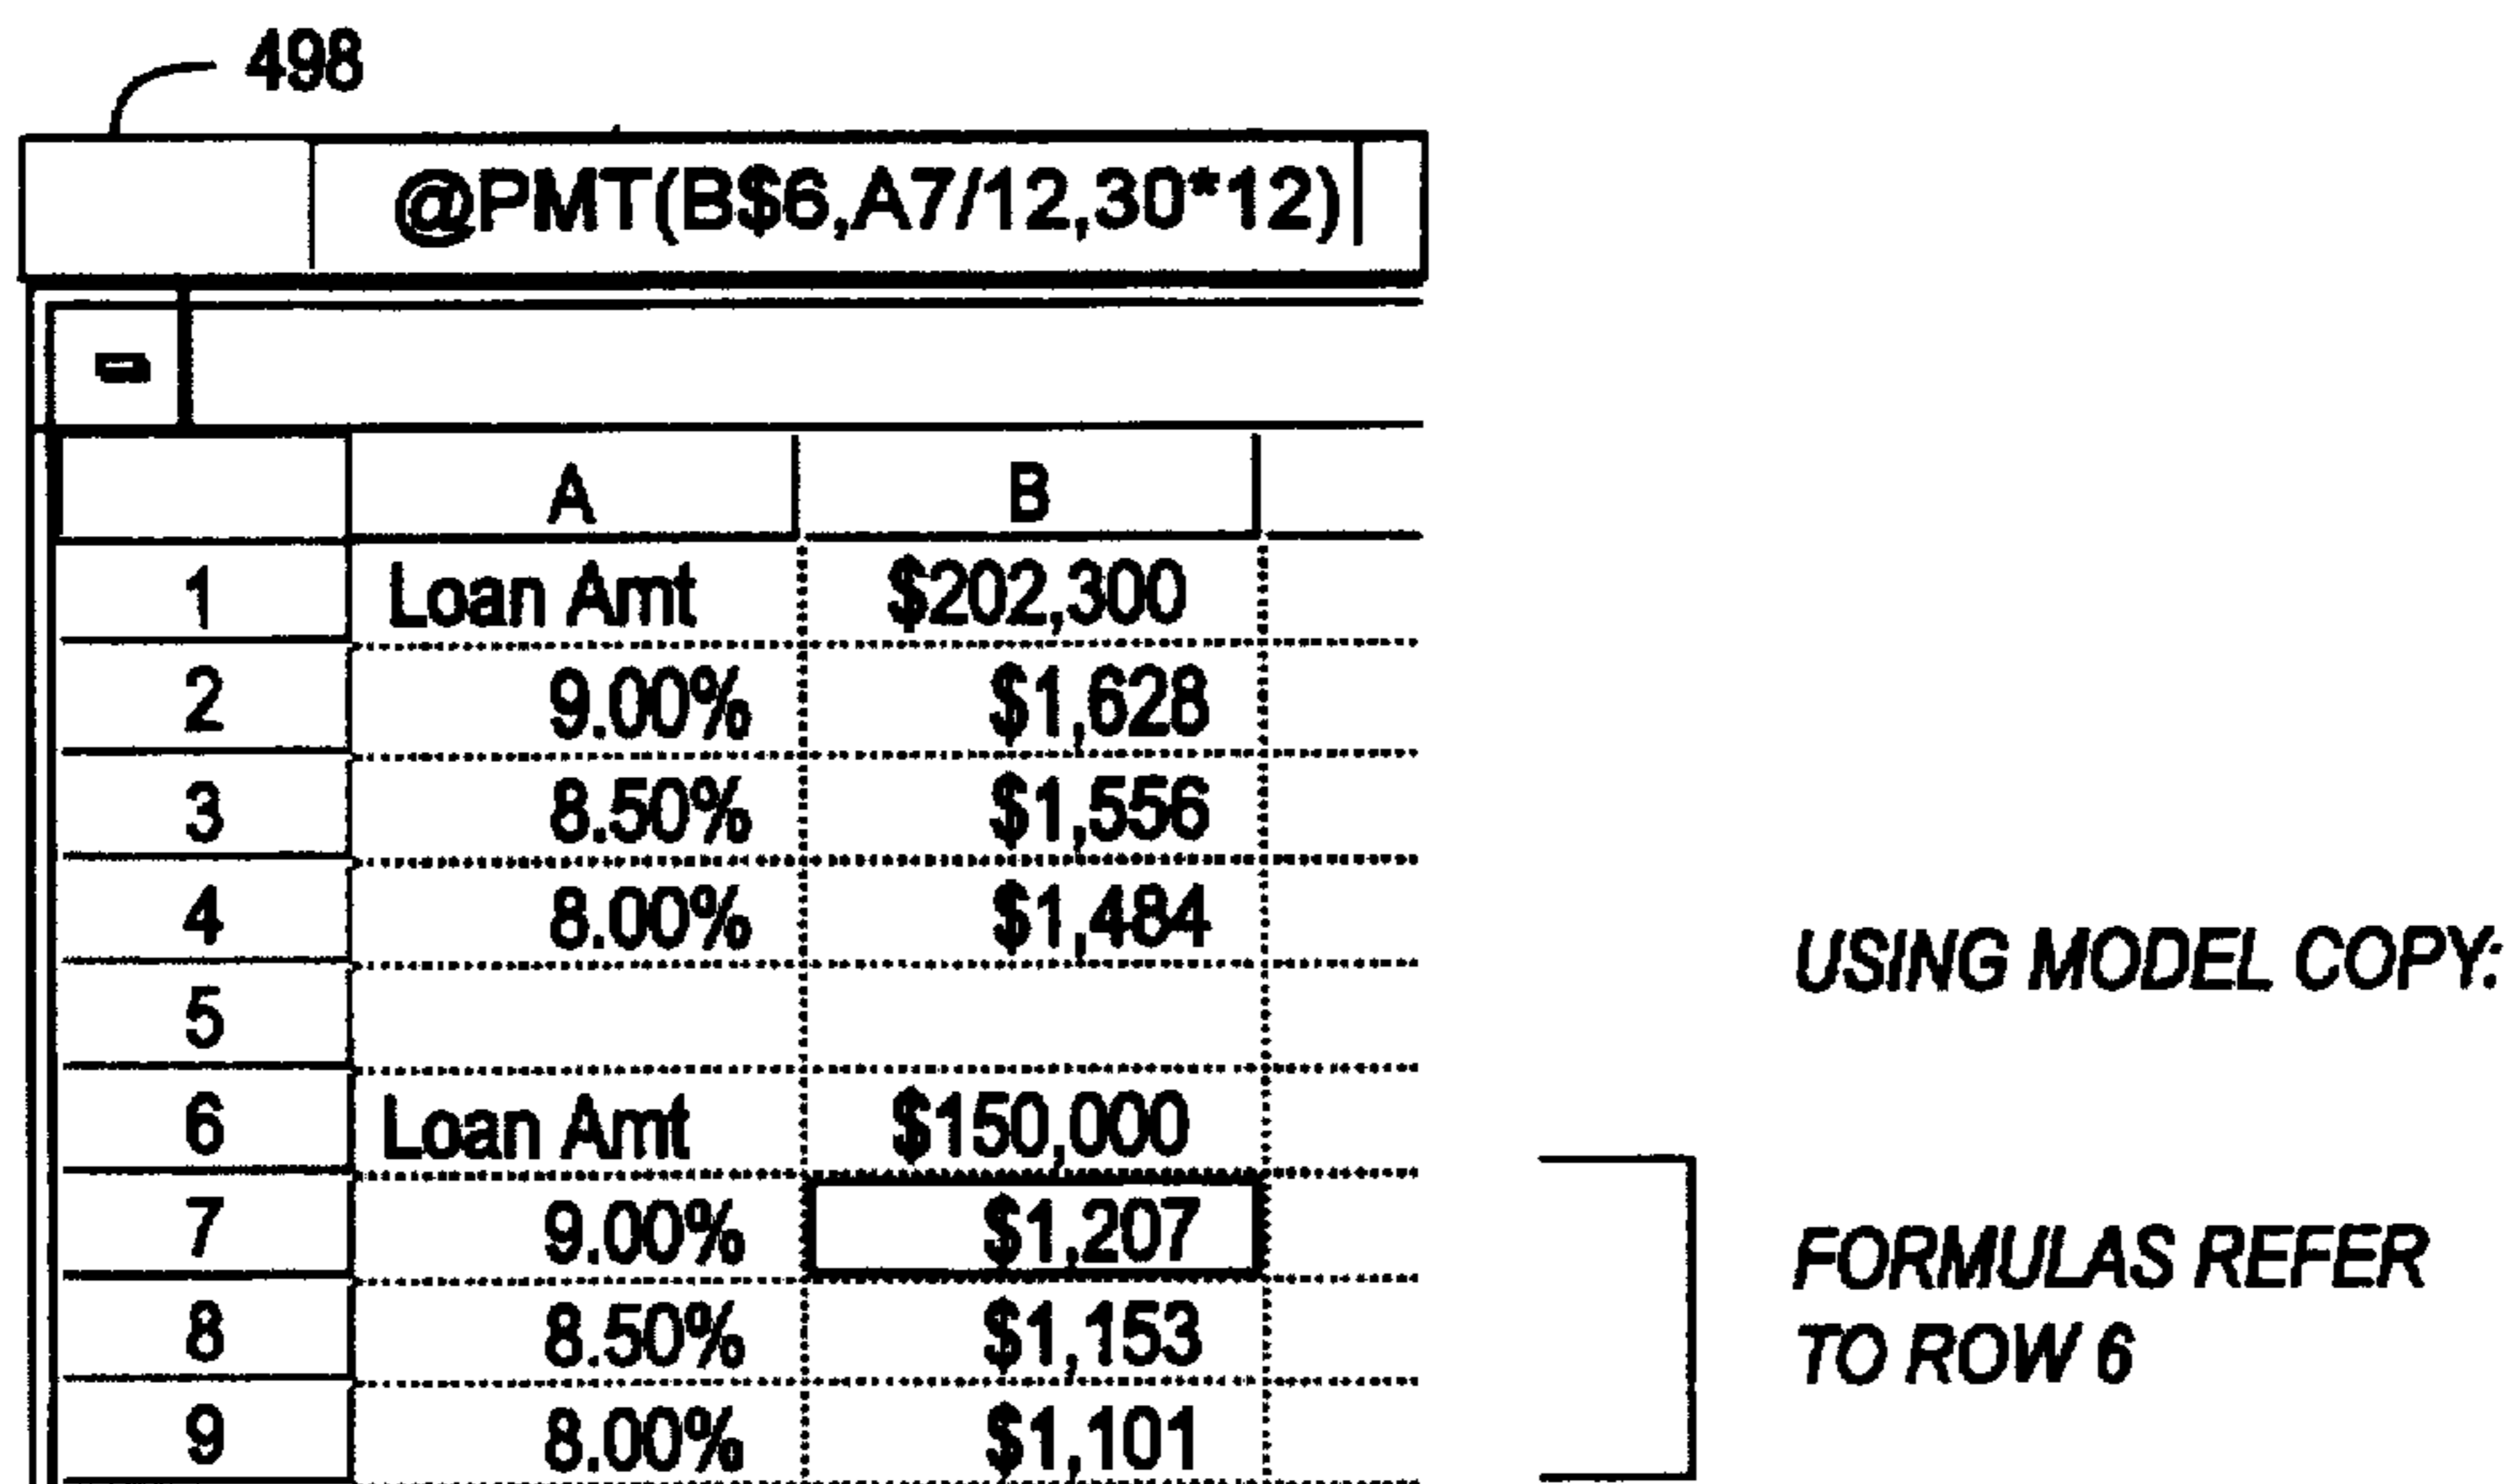 498
@PMT(B$6,A7/12,30*12)
A B
1 Loan Amt $202,300
2 9.00% $1,628
3 8.50% $1,556
4 8.00% $1,484
USING MODEL COPY:
5
6 Loan Amt $150,000
7 9.00% $1,207
FORMULAS REFER
8 8.50% $1,153
TO ROW 6
9 8.00% $1,101